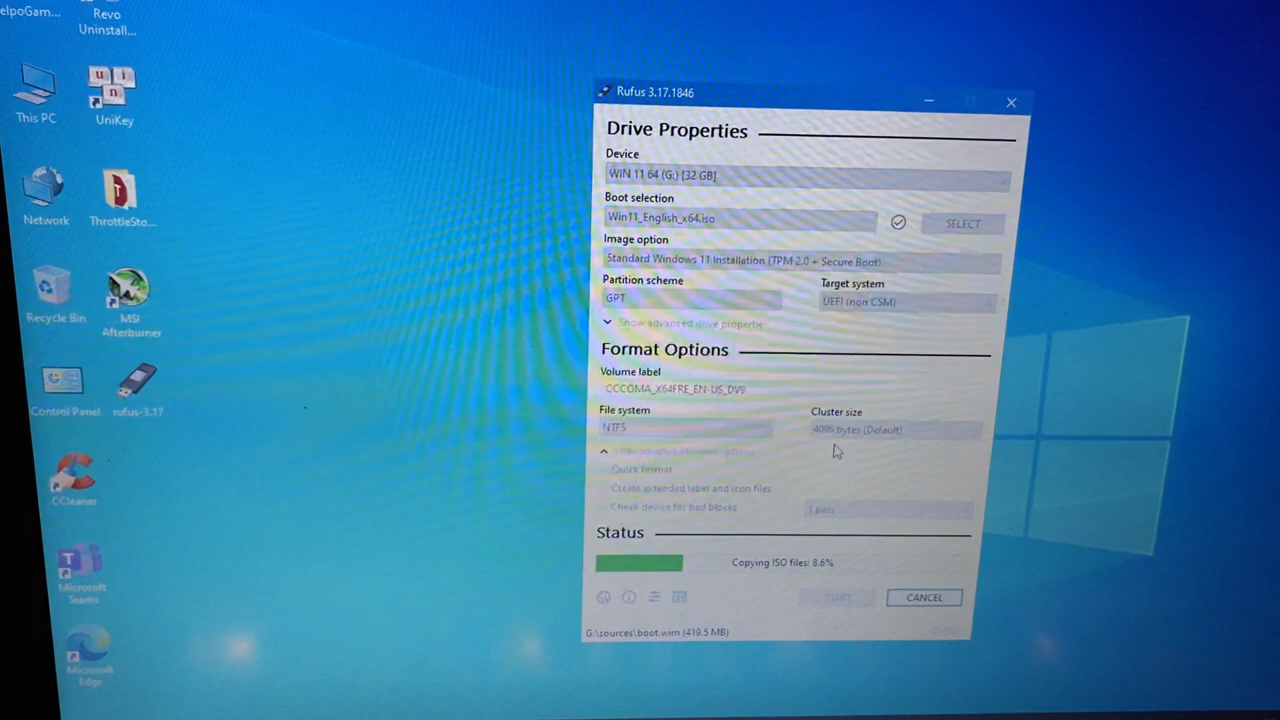 elpoGam...
Revo
Uninstall...
This PC
UniKey
Network
ThrottleSto...
Recycle Bin
MSI
Afterburner
Control Panel
rufus-3.17
CCleaner
Microsoft
Teams
Microsoft
Edge
Rufus 3.17.1846
Drive Properties
Device
WIN 11 64 (G:) [32 GB]
Boot selection
Win11_English_x64.iso
SELECT
Image option
Standard Windows 11 Installation (TPM 2.0 + Secure Boot)
Partition scheme
Target system
GPT
UEFI (non CSM)
Show advanced drive properties
Format Options
Volume label
CCCOMA_X64FRE_EN-US_DV9
File system
Cluster size
NTFS
4096 bytes (Default)
Quick format
Create extended label and icon files
Check device for bad blocks
1 pass
Status
Copying ISO files: 8.6%
START
CANCEL
G:\sources\boot.wim (419.5 MB)